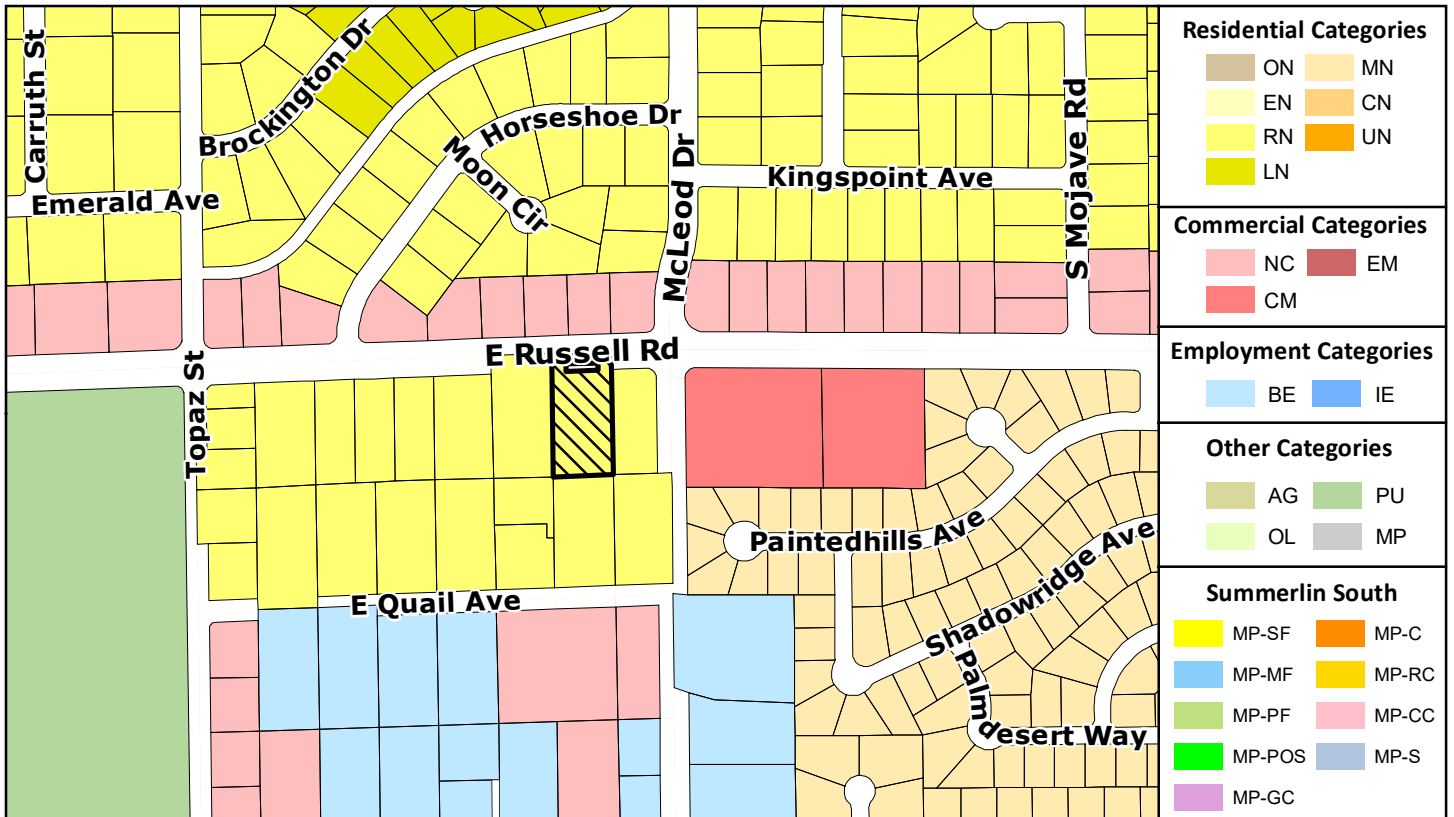 Carruth St
Brockington Dr
Horseshoe Dr
Moon Cir
McLeod Dr
S Mojave Rd
Emerald Ave
Kingspoint Ave
E Russell Rd
Topaz St
Paintedhills Ave
Shadowridge Ave
E Quail Ave
Palmdesert Way
Residential Categories
ON MN
EN CN
RN UN
LN
Commercial Categories
NC EM
CM
Employment Categories
BE IE
Other Categories
AG PU
OL MP
Summerlin South
MP-SF MP-C
MP-MF MP-RC
MP-PF MP-CC
MP-POS MP-S
MP-GC